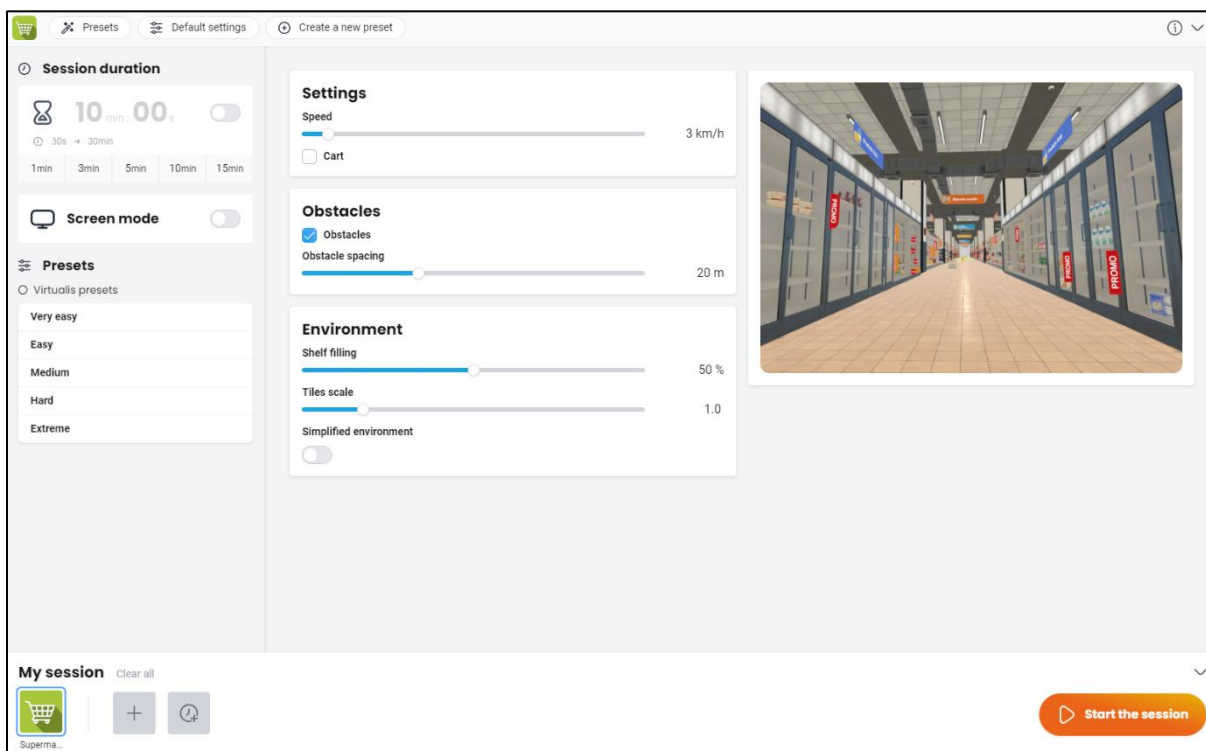 Presets
Default settings
Create a new preset
Session duration
10 min 00 s
30s → 30min
1min 3min 5min 10min 15min
Screen mode
Presets
Virtualis presets
Very easy
Easy
Medium
Hard
Extreme
Settings
Speed
3 km/h
Cart
Obstacles
Obstacles
Obstacle spacing
20 m
Environment
Shelf filling
50 %
Tiles scale
1.0
Simplified environment
PROMO
PROMO
PROMO
My session Clear all
Superma...
Start the session